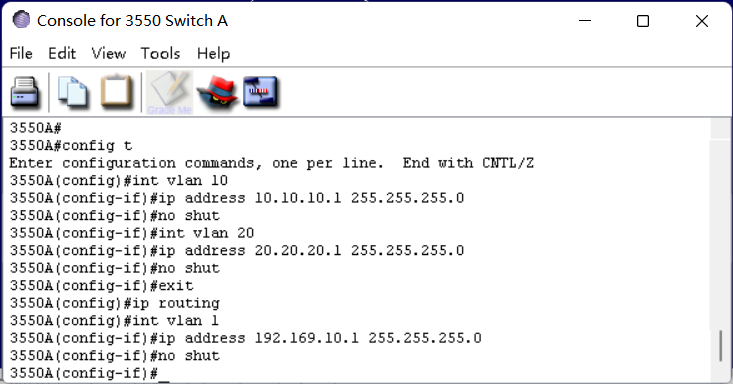 Console for 3550 Switch A
File Edit View Tools Help
Grade Me
3550A#
3550A#config t
Enter configuration commands, one per line.  End with CNTL/Z
3550A(config)#int vlan 10
3550A(config-if)#ip address 10.10.10.1 255.255.255.0
3550A(config-if)#no shut
3550A(config-if)#int vlan 20
3550A(config-if)#ip address 20.20.20.1 255.255.255.0
3550A(config-if)#no shut
3550A(config-if)#exit
3550A(config)#ip routing
3550A(config)#int vlan 1
3550A(config-if)#ip address 192.169.10.1 255.255.255.0
3550A(config-if)#no shut
3550A(config-if)#_